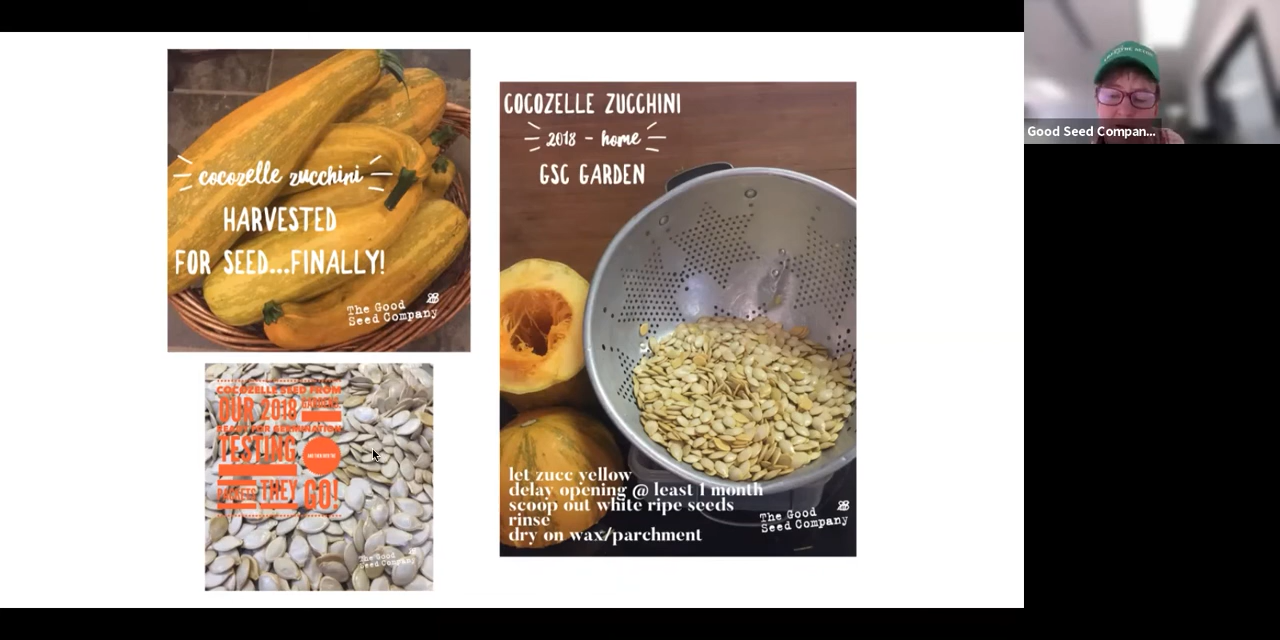 cocozelle zucchini
HARVESTED
FOR SEED...FINALLY!
The Good
Seed Company
COCOZELLE SEED FROM
OUR 2018
TESTING
THEY
GO!
The Good
Seed Company
COCOZELLE ZUCCHINI
2018 - home
GSC GARDEN
let zucc yellow
delay opening @ least 1 month
scoop out white ripe seeds
rinse
dry on wax/parchment
The Good
Seed Company
Good Seed Compan...